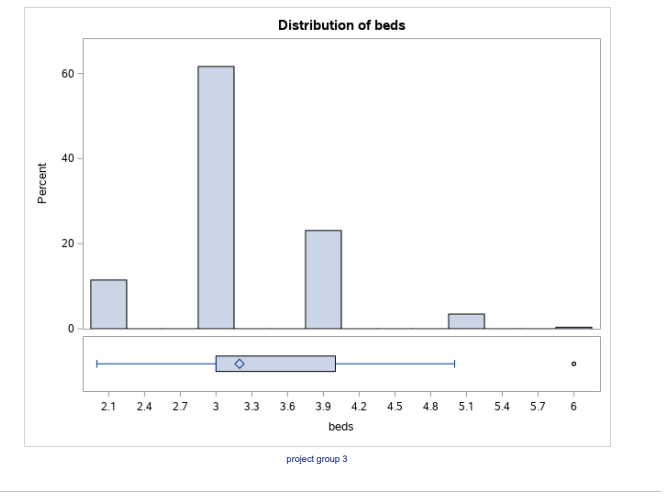 Distribution of beds
60
40
20
0
Percent
2.1 2.4 2.7 3 3.3 3.6 3.9 4.2 4.5 4.8 5.1 5.4 5.7 6
beds
project group 3